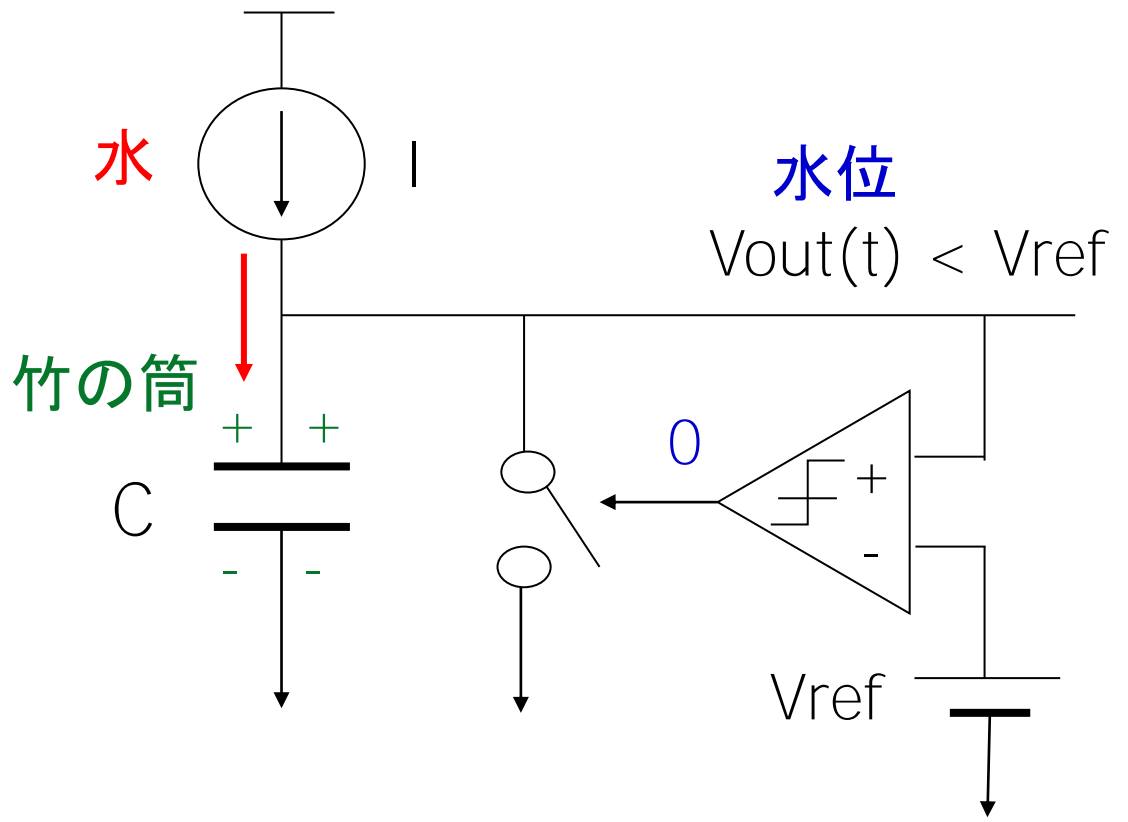 水
I
水位
Vout(t) < Vref
竹の筒
+ +
0
+
C
-
- -
Vref